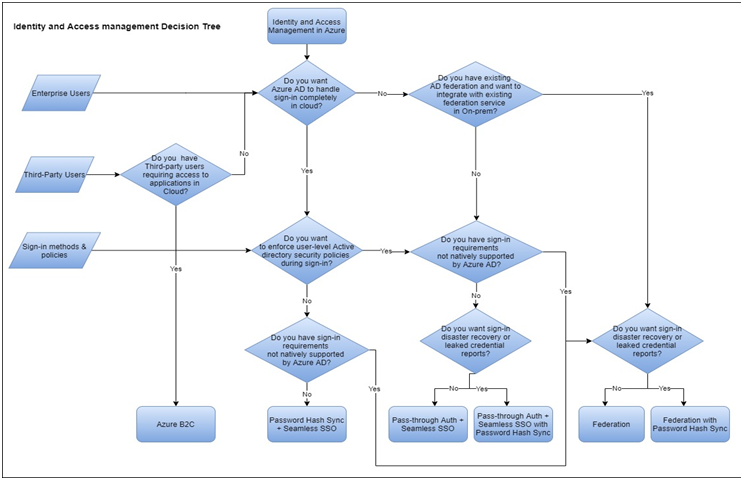 Identity and Access management Decision Tree
Identity and Access
Management in Azure
Do you want
Azure AD to handle
sign-in completely
in cloud?
Do you have existing
AD federation and want to
integrate with existing
federation service
in On-prem?
Enterprise Users
No
Yes
Do you have
Third-party users
requiring access to
applications in
Cloud?
No
Third-Party Users
Yes
No
Do you want
to enforce user-level Active
directory security policies
during sign-in?
Do you have sign-in
requirements
not natively supported
by Azure AD?
Sign-in methods &
policies
Yes
Yes
Yes
No
No
Do you have sign-in
requirements
not natively supported
by Azure AD?
Do you want sign-in
disaster recovery or
leaked credential
reports?
Do you want sign-in
disaster recovery or
leaked credential
reports?
No
Yes
No
Yes
No
Yes
Azure B2C
Password Hash Sync
+ Seamless SSO
Pass-through Auth +
Seamless SSO
Pass-through Auth +
Seamless SSO with
Password Hash Sync
Federation
Federation with
Password Hash Sync